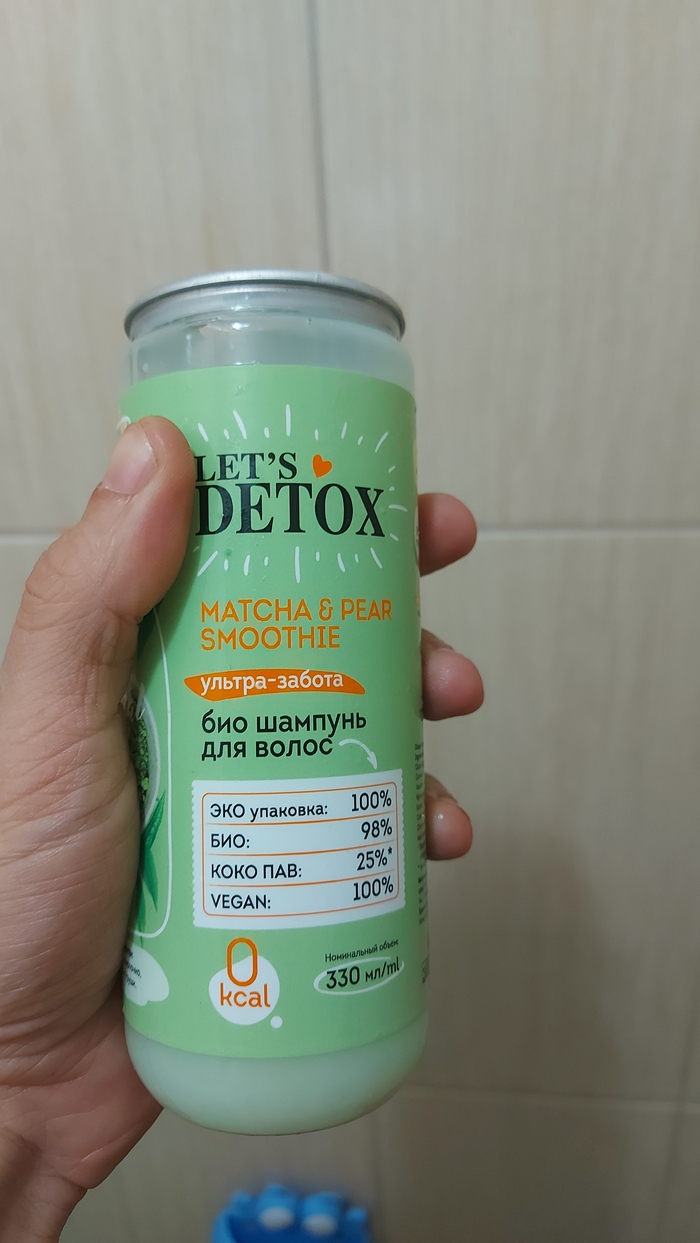 LET'S
DETOX
MATCHA & PEAR
SMOOTHIE
ультра-забота
био шампунь
для волос
ЭКО упаковка: 100%
БИО: 98%
КОКО ПАВ: 25%*
VEGAN: 100%
0
kcal
Номинальный объем:
330 мл/ml